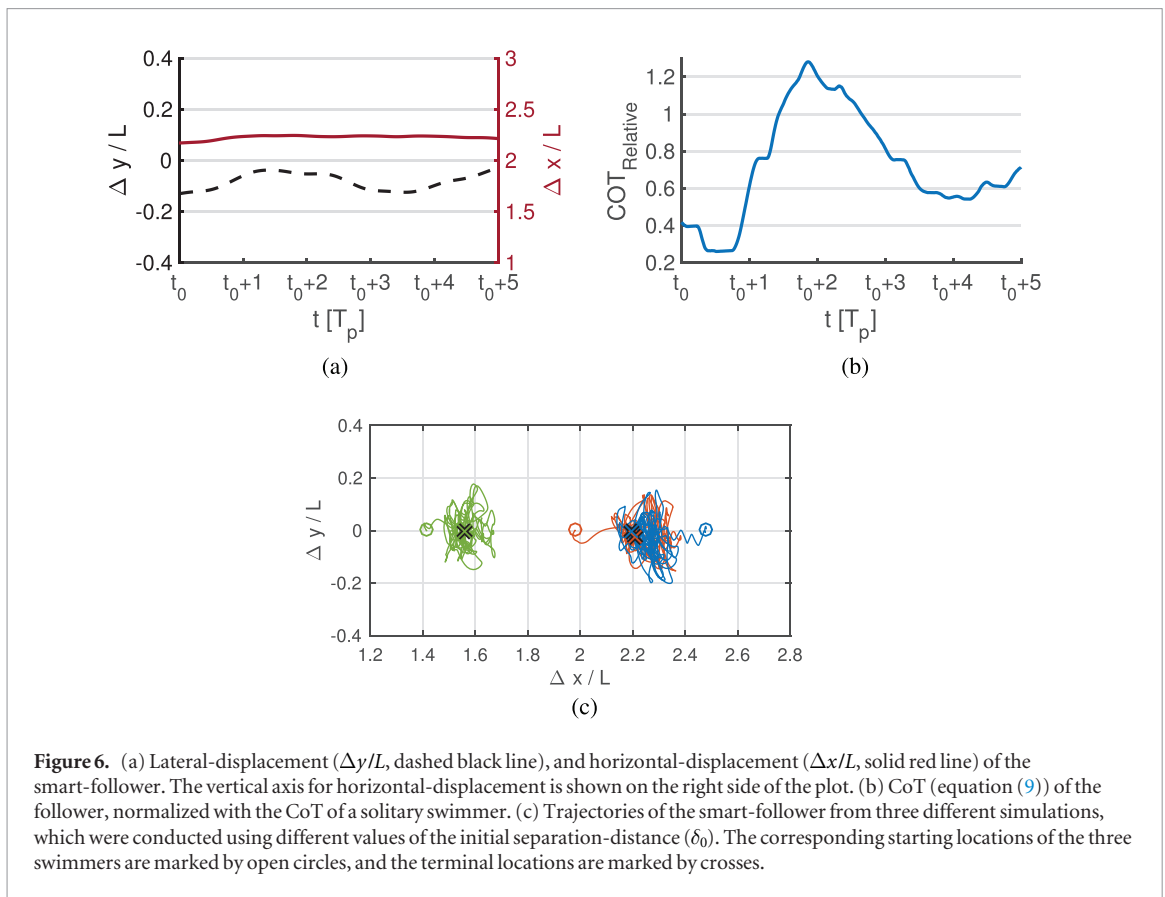 0.4
0.2
0
-0.2
-0.4
Δ y / L
3
2.5
2
1.5
1
Δ x / L
t₀ t₀+1 t₀+2 t₀+3 t₀+4 t₀+5
t [Tₚ]
(a)
1.2
1
0.8
0.6
0.4
0.2
COT_Relative
t₀ t₀+1 t₀+2 t₀+3 t₀+4 t₀+5
t [Tₚ]
(b)
0.4
0.2
0
-0.2
-0.4
Δ y / L
1.2 1.4 1.6 2 2.2 2.4 2.6 2.8
Δ x / L
(c)
Figure 6. (a) Lateral-displacement (Δy/L, dashed black line), and horizontal-displacement (Δx/L, solid red line) of the
smart-follower. The vertical axis for horizontal-displacement is shown on the right side of the plot. (b) CoT (equation (9)) of the
follower, normalized with the CoT of a solitary swimmer. (c) Trajectories of the smart-follower from three different simulations,
which were conducted using different values of the initial separation-distance (δ₀). The corresponding starting locations of the three
swimmers are marked by open circles, and the terminal locations are marked by crosses.